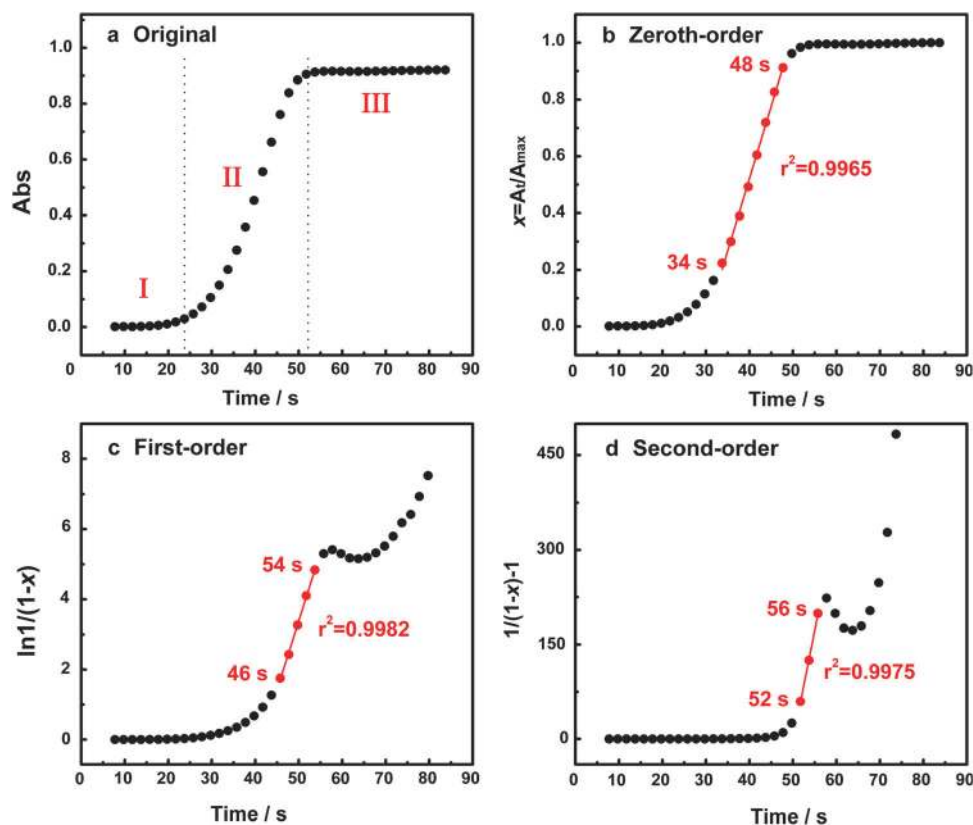 a Original
Abs
1.0
0.8
0.6
0.4
0.2
0.0
I
II
III
0 10 20 30 40 50 60 70 80 90
Time / s
b Zeroth-order
x=At/Amax
1.0
0.8
0.6
0.4
0.2
0.0
48 s
r²=0.9965
34 s
0 10 20 30 40 50 60 70 80 90
Time / s
c First-order
ln1/(1-x)
8
6
4
2
0
54 s
r²=0.9982
46 s
0 10 20 30 40 50 60 70 80 90
Time / s
d Second-order
1/(1-x)-1
450
300
150
0
56 s
r²=0.9975
52 s
0 10 20 30 40 50 60 70 80 90
Time / s